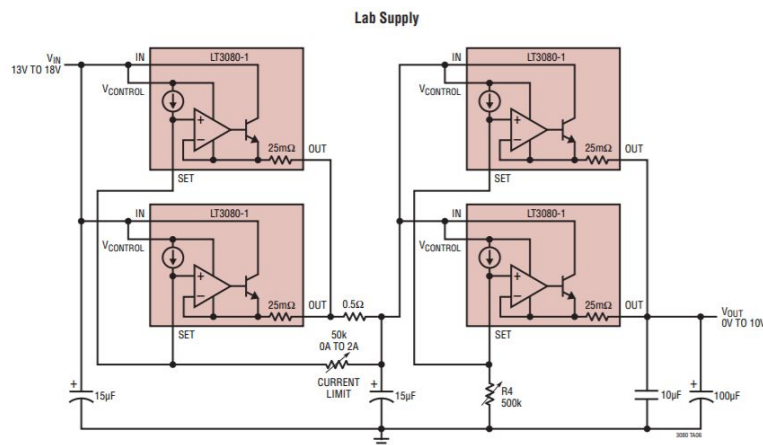 Lab Supply
VIN
13V TO 18V
IN
LT3080-1
VCONTROL
+
–
25mΩ
OUT
SET
IN
LT3080-1
VCONTROL
+
–
25mΩ
OUT
SET
IN
LT3080-1
VCONTROL
+
–
25mΩ
OUT
0.5Ω
SET
50k
0A TO 2A
CURRENT
LIMIT
IN
LT3080-1
VCONTROL
+
–
25mΩ
OUT
SET
VOUT
0V TO 10V
+
15µF
+
15µF
R4
500k
10µF
+
100µF
3080 TA06